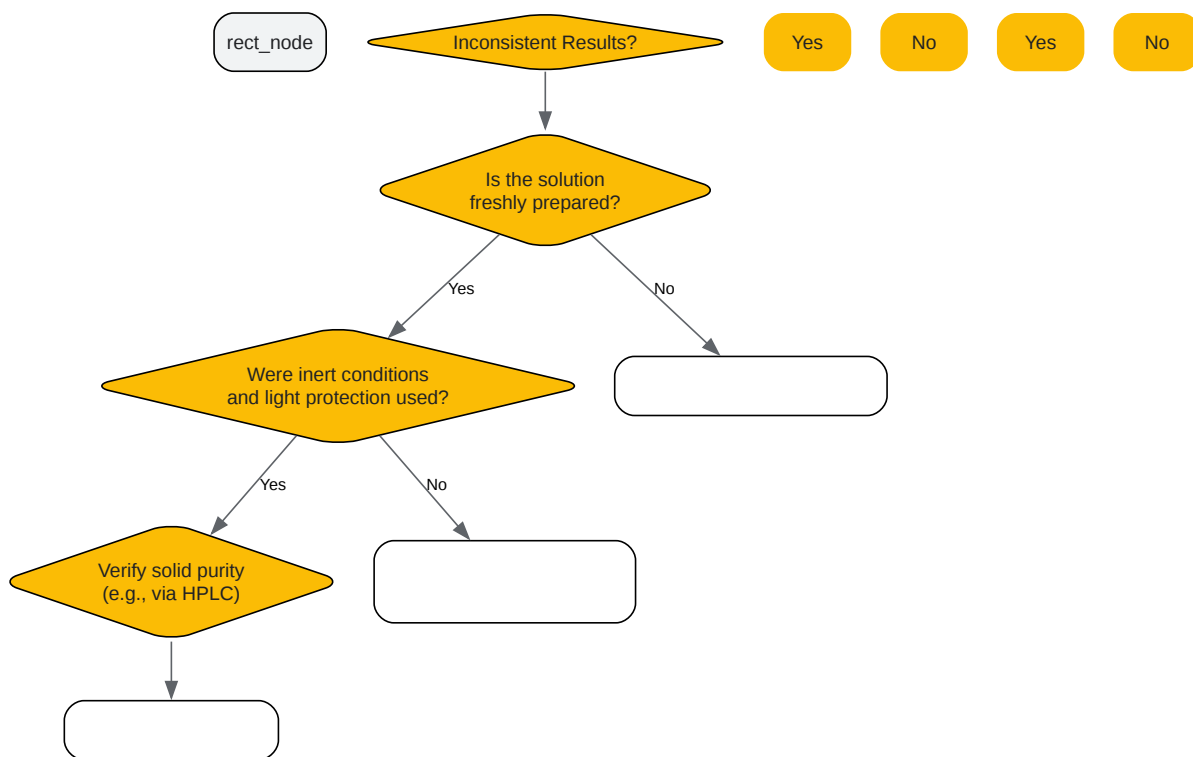 rect_node
Inconsistent Results?
Yes
No
Yes
No
Is the solution
freshly prepared?
Yes
No
Were inert conditions
and light protection used?
Yes
No
Verify solid purity
(e.g., via HPLC)